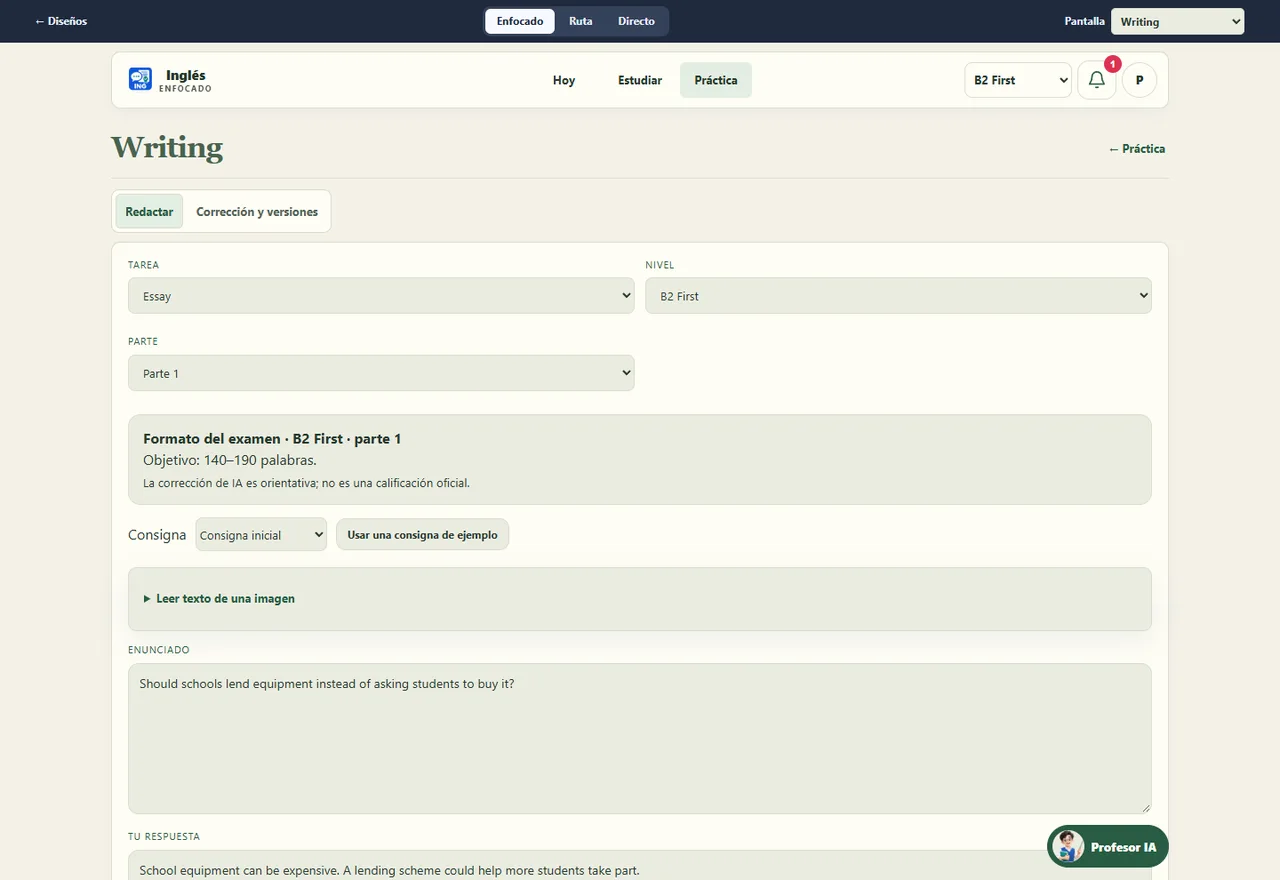 ← Diseños
Enfocado Ruta Directo
Pantalla Writing
ING
Inglés
ENFOCADO
Hoy Estudiar Práctica
B2 First
1
P
Writing
← Práctica
Redactar Corrección y versiones
TAREA
Essay
NIVEL
B2 First
PARTE
Parte 1
Formato del examen · B2 First · parte 1
Objetivo: 140–190 palabras.
La corrección de IA es orientativa; no es una calificación oficial.
Consigna Consigna inicial Usar una consigna de ejemplo
Leer texto de una imagen
ENUNCIADO
Should schools lend equipment instead of asking students to buy it?
TU RESPUESTA
School equipment can be expensive. A lending scheme could help more students take part.
Profesor IA